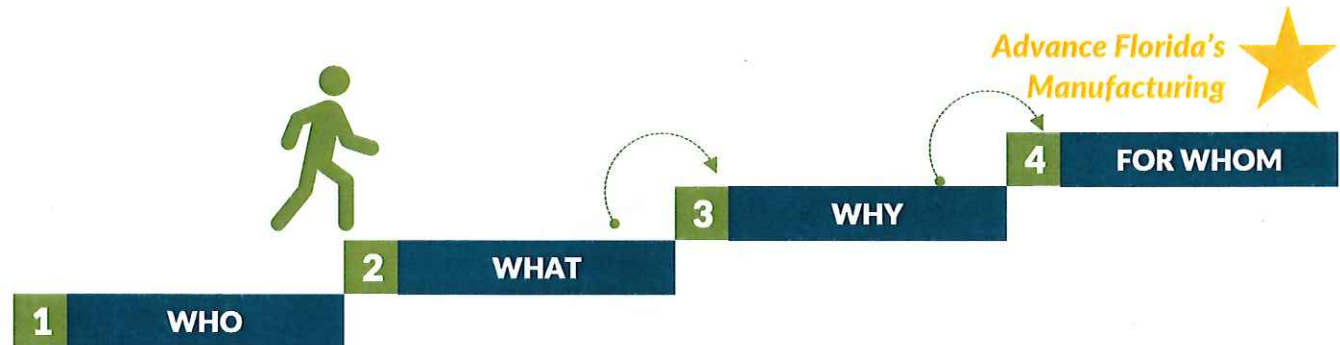 Advance Florida's
Manufacturing
4 FOR WHOM
3 WHY
2 WHAT
1 WHO